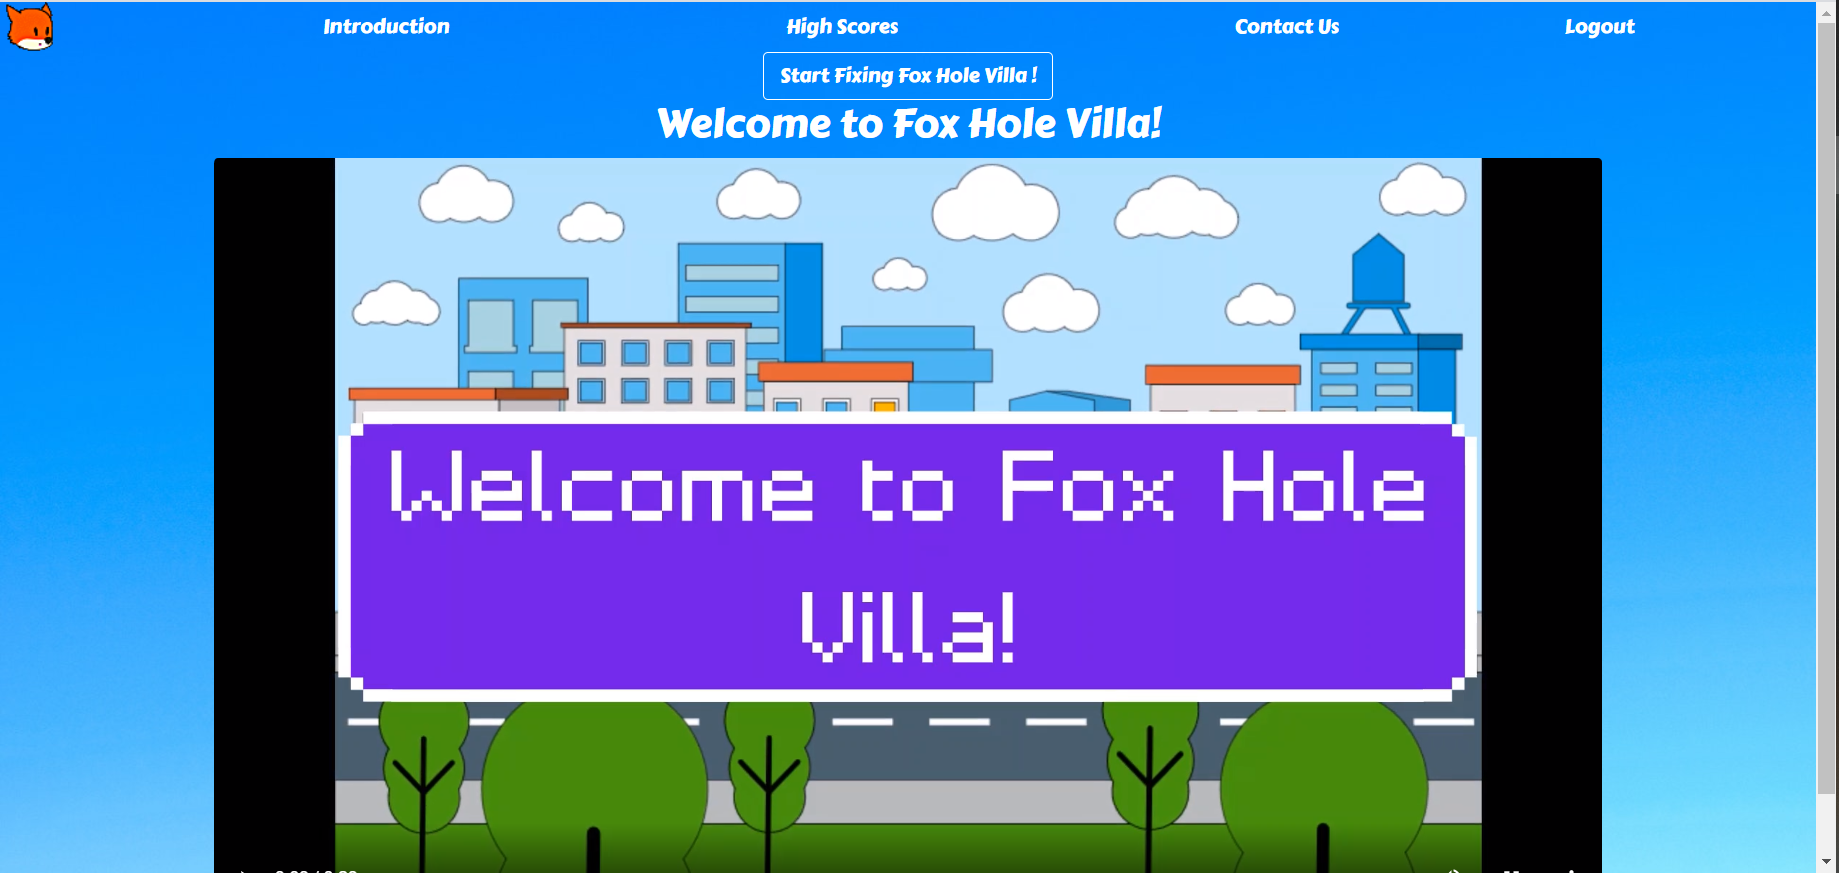 Introduction
High Scores
Contact Us
Logout
Start Fixing Fox Hole Villa !
Welcome to Fox Hole Villa!
Welcome to Fox Hole
Villa!